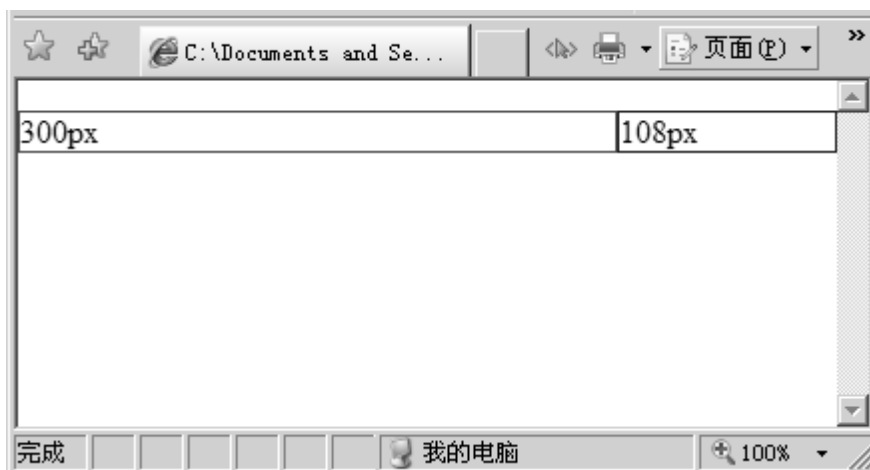 C:\Documents and Se...
页面(P)
»
300px
108px
完成
我的电脑
100%